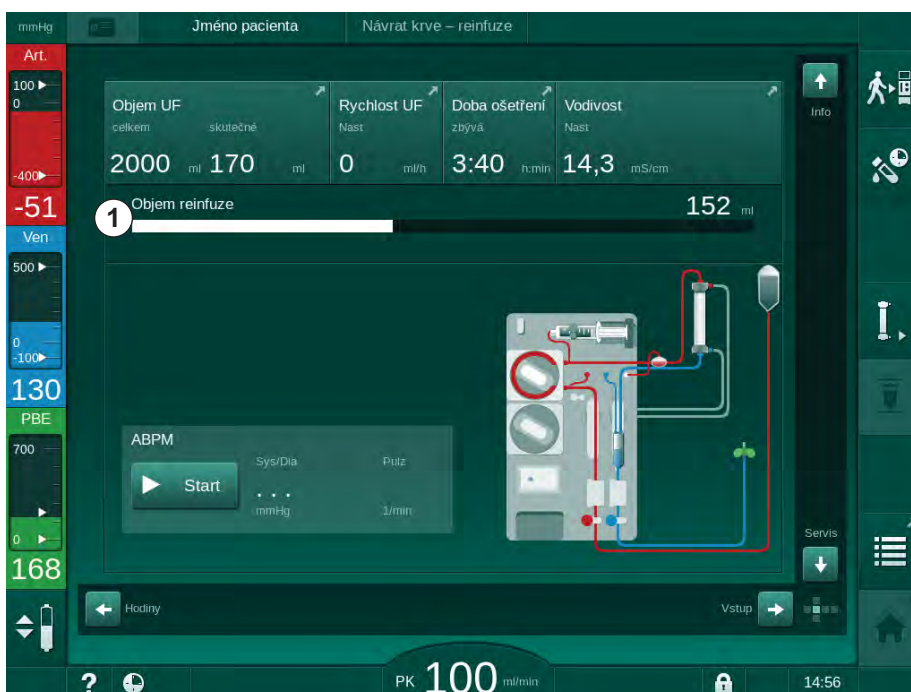 mmHg Jméno pacienta Návrat krve – reinfuze
Art.
100
0
-400
-51
Ven
500
0
-100
130
PBE
700
0
168
Objem UF Rychlost UF Doba ošetření Vodivost
celkem skutečné Nast zbývá Nast
2000 ml 170 ml 0 ml/h 3:40 h:min 14,3 mS/cm
1 Objem reinfuze 152 ml
ABPM
Sys/Dia Pulz
Start . . .
mmHg 1/min
Info
Servis
Hodiny Vstup
? PK 100 ml/min 14:56